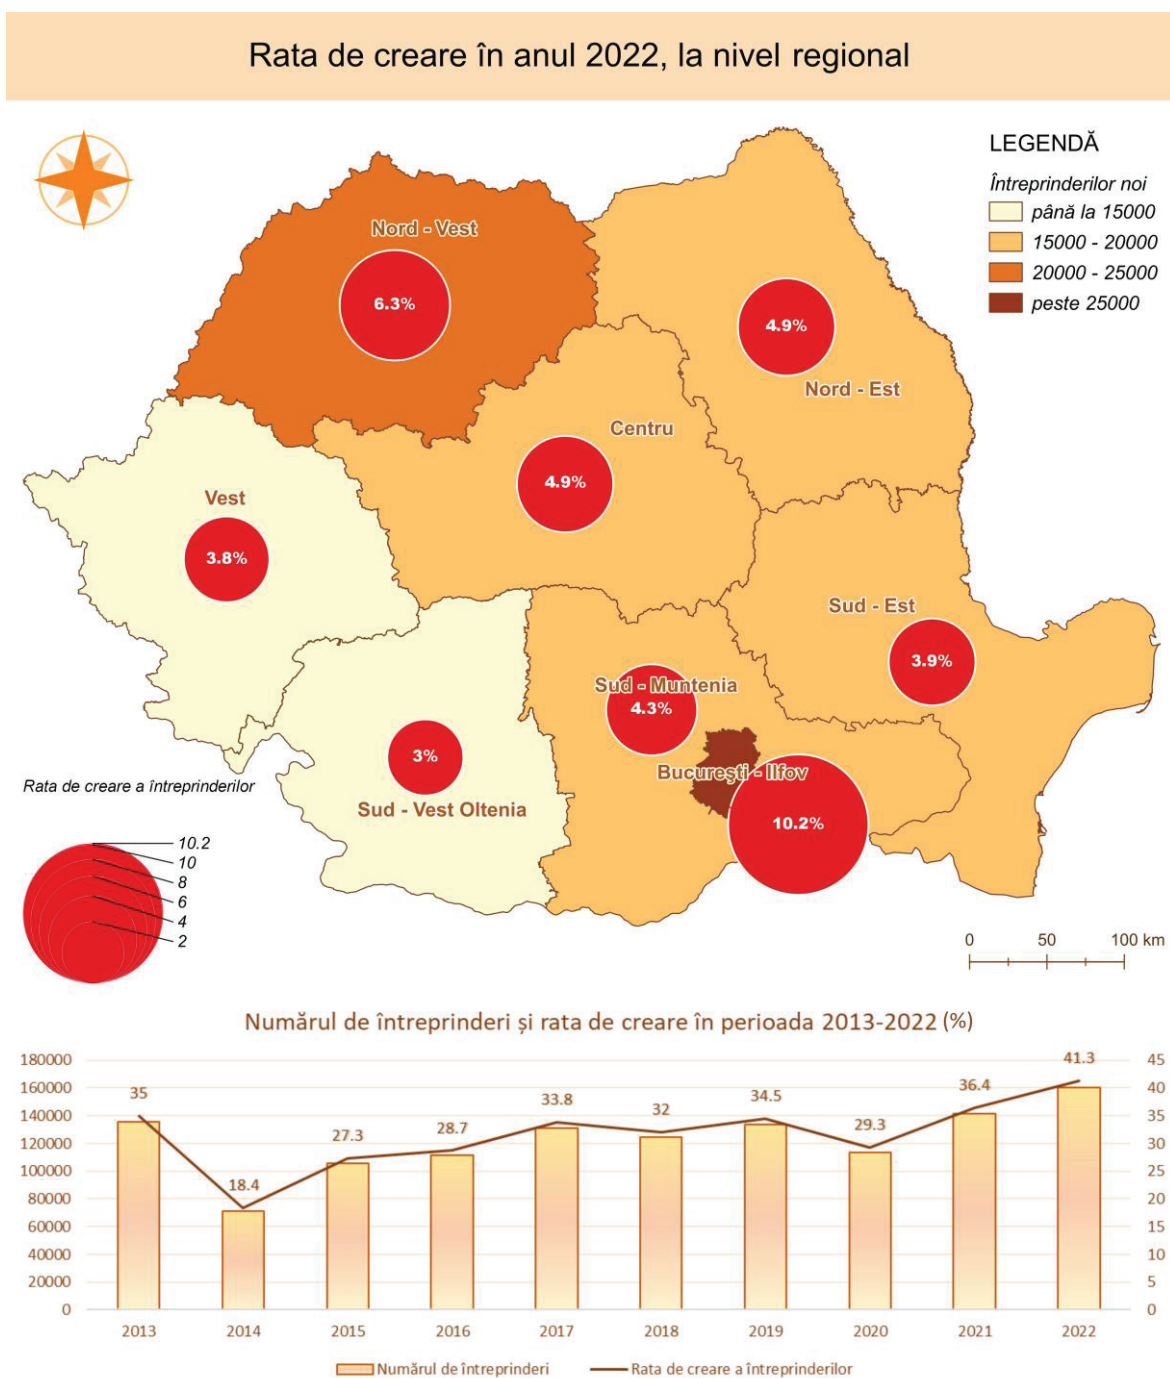 Rata de creare în anul 2022, la nivel regional
LEGENDĂ
Întreprinderilor noi
până la 15000
15000 - 20000
20000 - 25000
peste 25000
Nord - Vest
6.3%
4.9%
Nord - Est
Centru
4.9%
Vest
3.8%
Sud - Est
3.9%
Sud - Muntenia
4.3%
București - Ilfov
10.2%
3%
Sud - Vest Oltenia
Rata de creare a întreprinderilor
10.2
10
8
6
4
2
0 50 100 km
Numărul de întreprinderi și rata de creare în perioada 2013-2022 (%)
180000
160000
140000
120000
100000
80000
60000
40000
20000
0
35
18.4
27.3
28.7
33.8
32
34.5
29.3
36.4
41.3
45
40
35
30
25
20
15
10
5
0
2013 2014 2015 2016 2017 2018 2019 2020 2021 2022
Numărul de întreprinderi Rata de creare a întreprinderilor